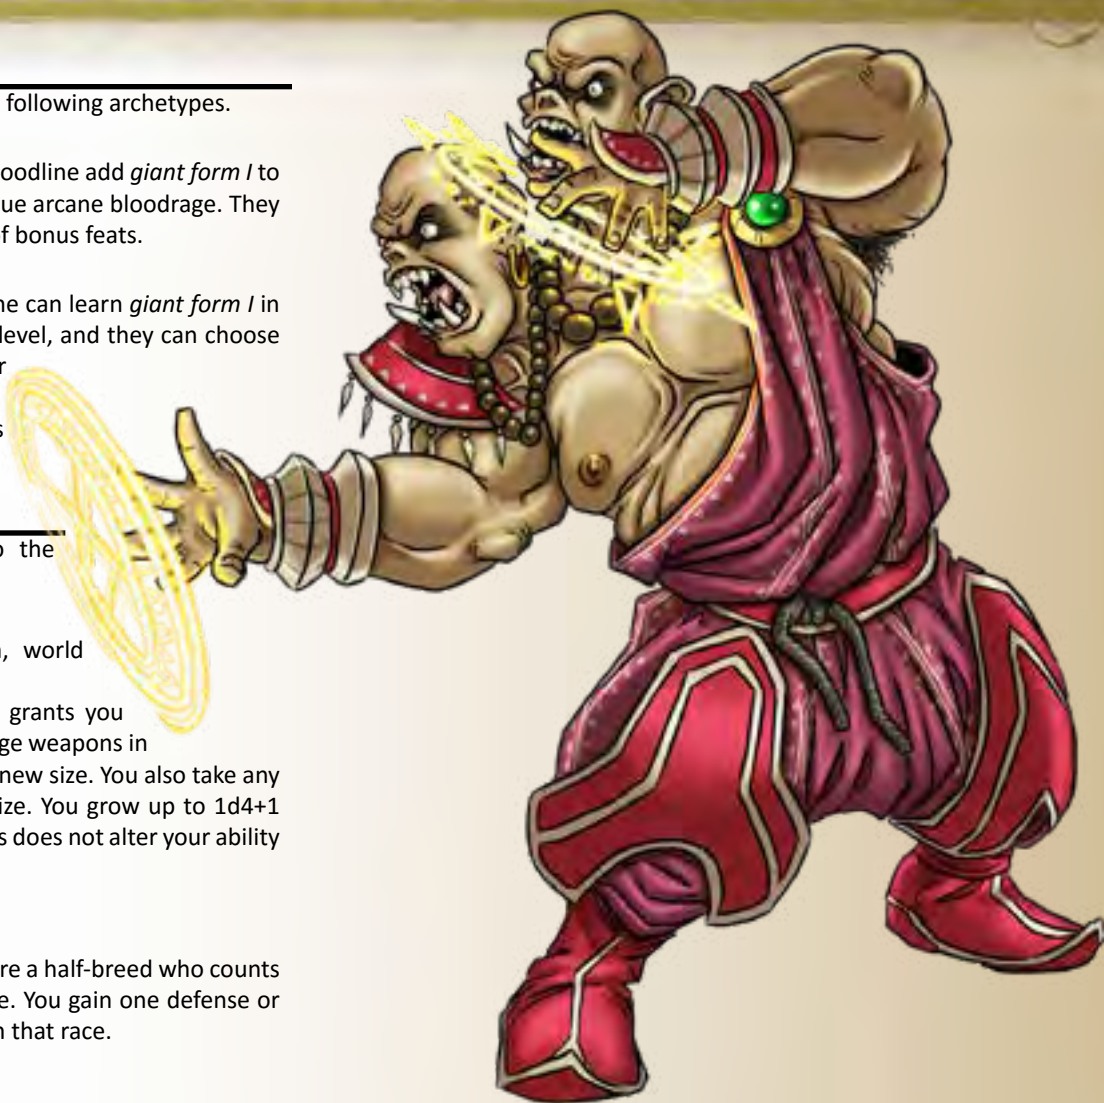 following archetypes.
oodline add giant form I to
ue arcane bloodrage. They
f bonus feats.
ne can learn giant form I in
level, and they can choose
r
s
o the
, world
grants you
ge weapons in
new size. You also take any
ize. You grow up to 1d4+1
s does not alter your ability
re a half-breed who counts
e. You gain one defense or
n that race.